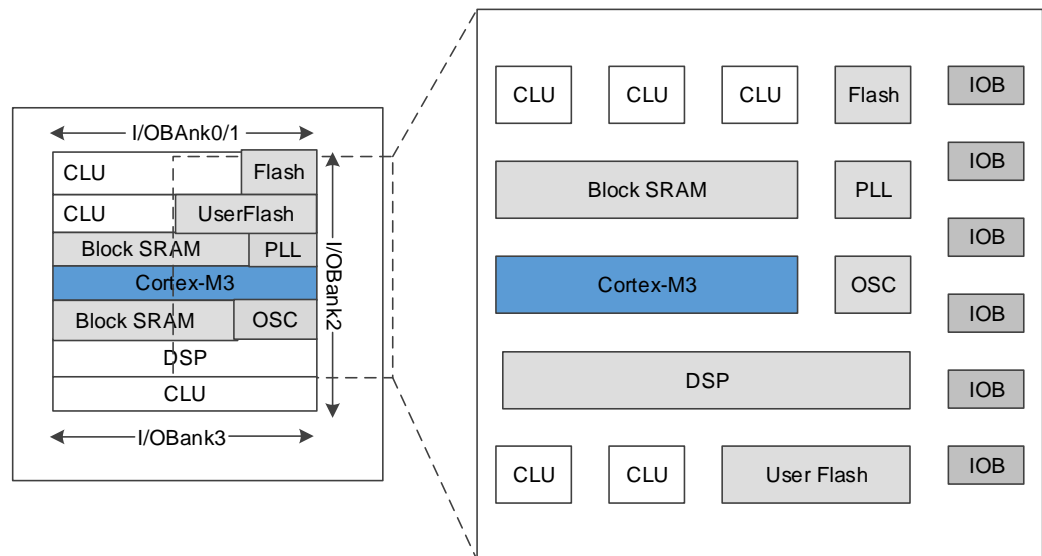 I/OBAnk0/1
CLU
Flash
CLU
UserFlash
Block SRAM
PLL
Cortex-M3
Block SRAM
OSC
DSP
CLU
I/OBank2
I/OBank3
CLU
CLU
CLU
Flash
IOB
Block SRAM
PLL
IOB
IOB
Cortex-M3
OSC
IOB
DSP
IOB
CLU
CLU
User Flash
IOB